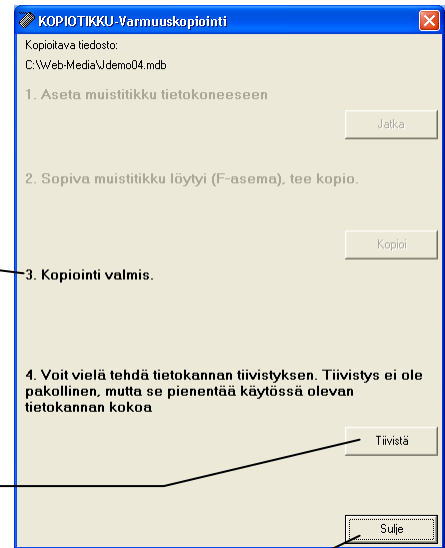 KOPIOTIKKU-Varmuuskopiointi
Kopioitava tiedosto:
C:\Web-Media\Jdemo04.mdb
1. Aseta muistitikku tietokoneeseen
Jatka
2. Sopiva muistitikku löytyi (F-asema), tee kopio.
Kopioi
3. Kopiointi valmis.
4. Voit vielä tehdä tietokannan tiivistyksen. Tiivistys ei ole
pakollinen, mutta se pienentää käytössä olevan
tietokannan kokoa
Tiivistä
Sulje